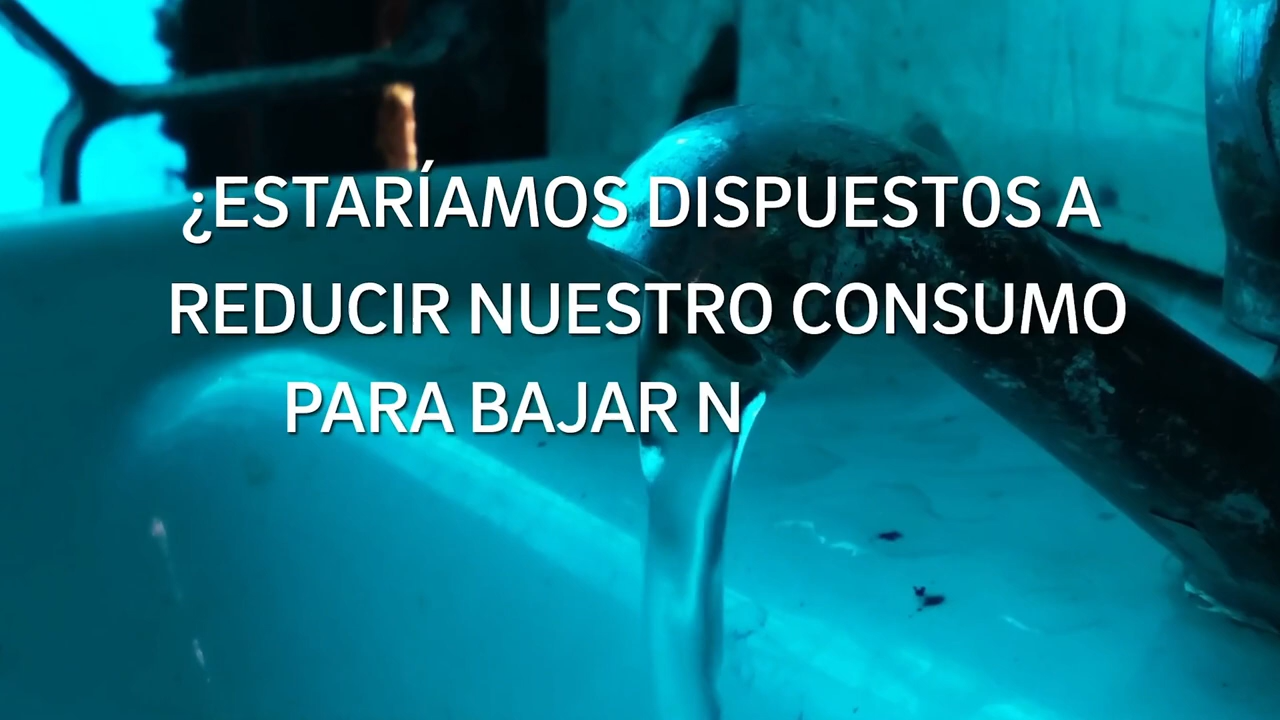 ¿ESTARÍAMOS DISPUESTOS A
REDUCIR NUESTRO CONSUMO
PARA BAJAR N